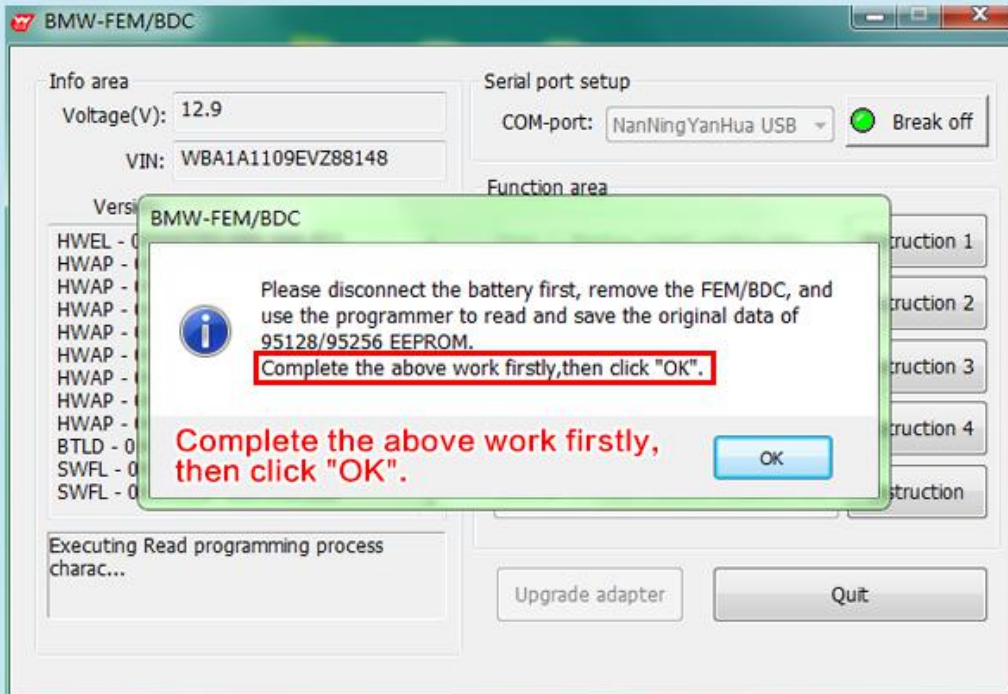 BMW-FEM/BDC
Info area
Voltage(V): 12.9
VIN: WBA1A1109EVZ88148
Serial port setup
COM-port: NanNingYanHua USB
Break off
Function area
HWEL - 0
HWAP -
HWAP -
HWAP -
HWAP -
HWAP -
HWAP -
HWAP -
HWAP -
BTLD - 0
SWFL - 0
SWFL - 0
BMW-FEM/BDC
Please disconnect the battery first, remove the FEM/BDC, and
use the programmer to read and save the original data of
95128/95256 EEPROM.
Complete the above work firstly,then click "OK".
Complete the above work firstly,
then click "OK".
OK
truction 1
truction 2
truction 3
truction 4
struction
Executing Read programming process
charac...
Upgrade adapter
Quit